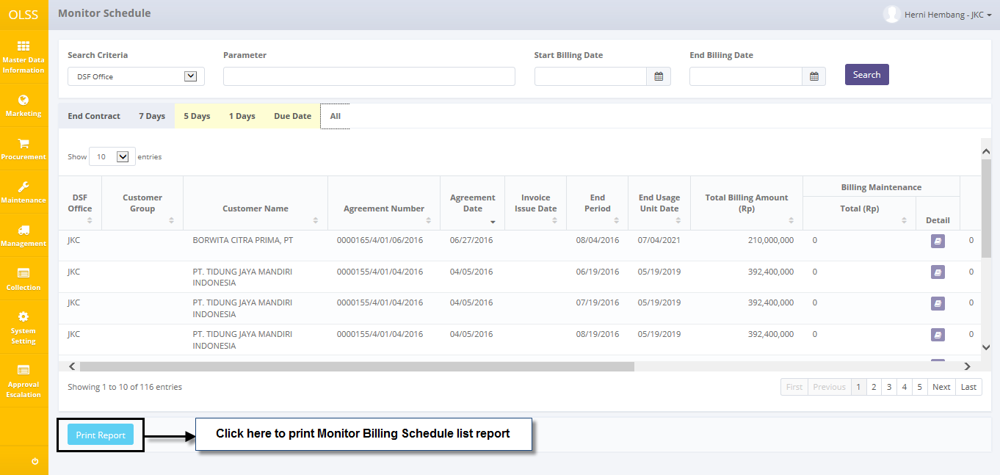 OLSS
Monitor Schedule
Herni Hembang - JKC
Master Data
Information
Marketing
Procurement
Maintenance
Management
Collection
System
Setting
Approval
Escalation
Search Criteria
Parameter
Start Billing Date
End Biliing Date
DSF Office
Search
End Contract 7 Days 5 Days 1 Days Due Date All
Show 10 entries
DSF
Office
Customer
Group
Customer Name
Agreement Number
Agreement
Date
Invoice
Issue Date
End
Period
End Usage
Unit Date
Total Billing Amount
(Rp)
Billing Maintenance
Total (Rp)
Detail
JKC BORWITA CITRA PRIMA, PT 0000165/4/01/06/2016 06/27/2016 08/04/2016 07/04/2021 210,000,000 0 0
JKC PT. TIDUNG JAYA MANDIRI 0000155/4/01/04/2016 04/05/2016 06/19/2016 05/19/2019 392,400,000 0 0
INDONESIA
JKC PT. TIDUNG JAYA MANDIRI 0000155/4/01/04/2016 04/05/2016 07/19/2016 05/19/2019 392,400,000 0 0
INDONESIA
JKC PT. TIDUNG JAYA MANDIRI 0000155/4/01/04/2016 04/05/2016 08/19/2016 05/19/2019 392,400,000 0 0
INDONESIA
Showing 1 to 10 of 116 entries
First Previous 1 2 3 4 5 Next Last
Print Report
Click here to print Monitor Billing Schedule list report